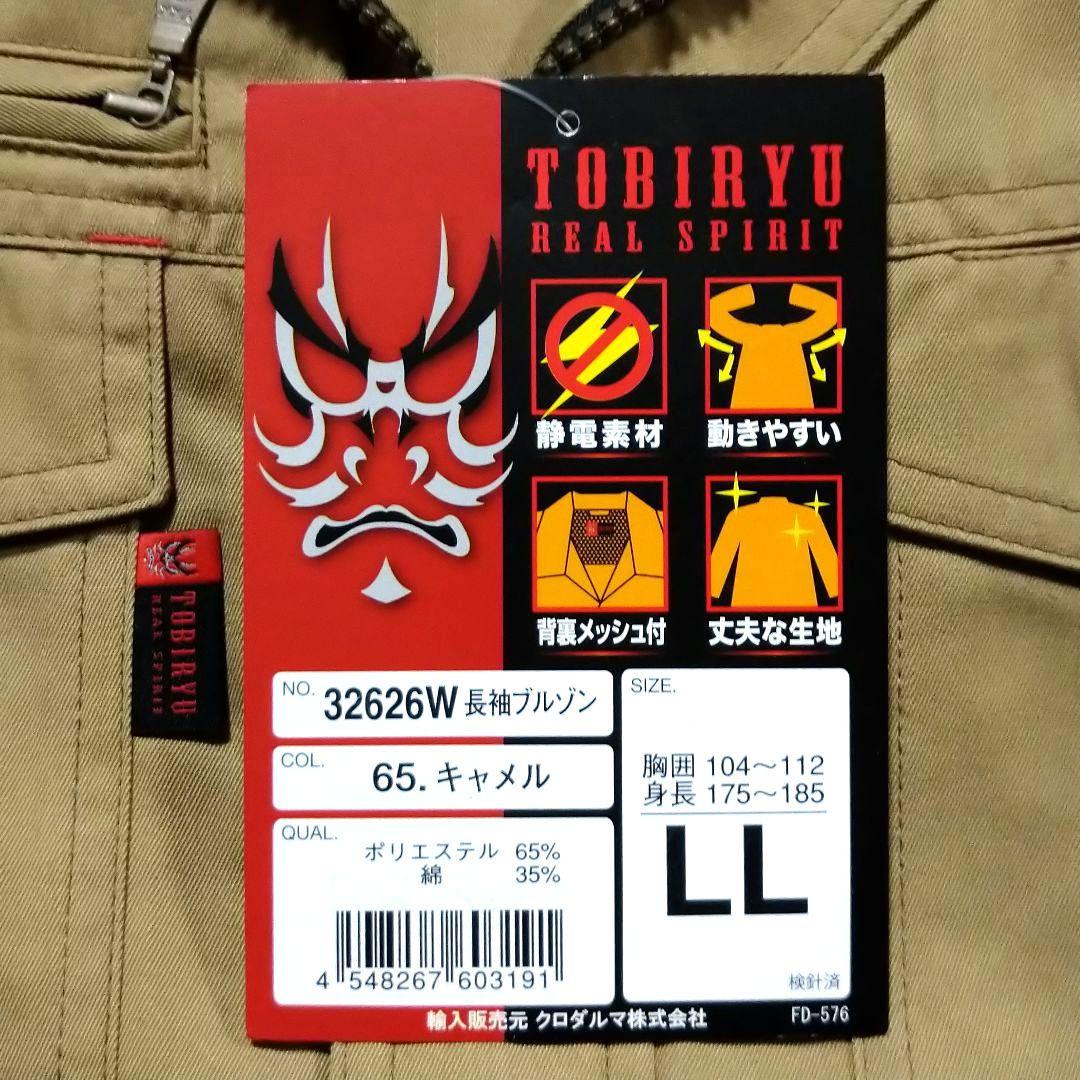 TOBIRYU
REAL SPIRIT
静電素材
動きやすい
背裏メッシュ付
丈夫な生地
NO. 32626W 長袖ブルゾン
COL. 65. キャメル
QUAL.
ポリエステル 65%
綿 35%
4 548267 603191
SIZE.
胸囲 104～112
身長 175～185
LL
検針済
輸入販売元 クロダルマ株式会社
FD-576
TOBIRYU
REAL SPIRIT